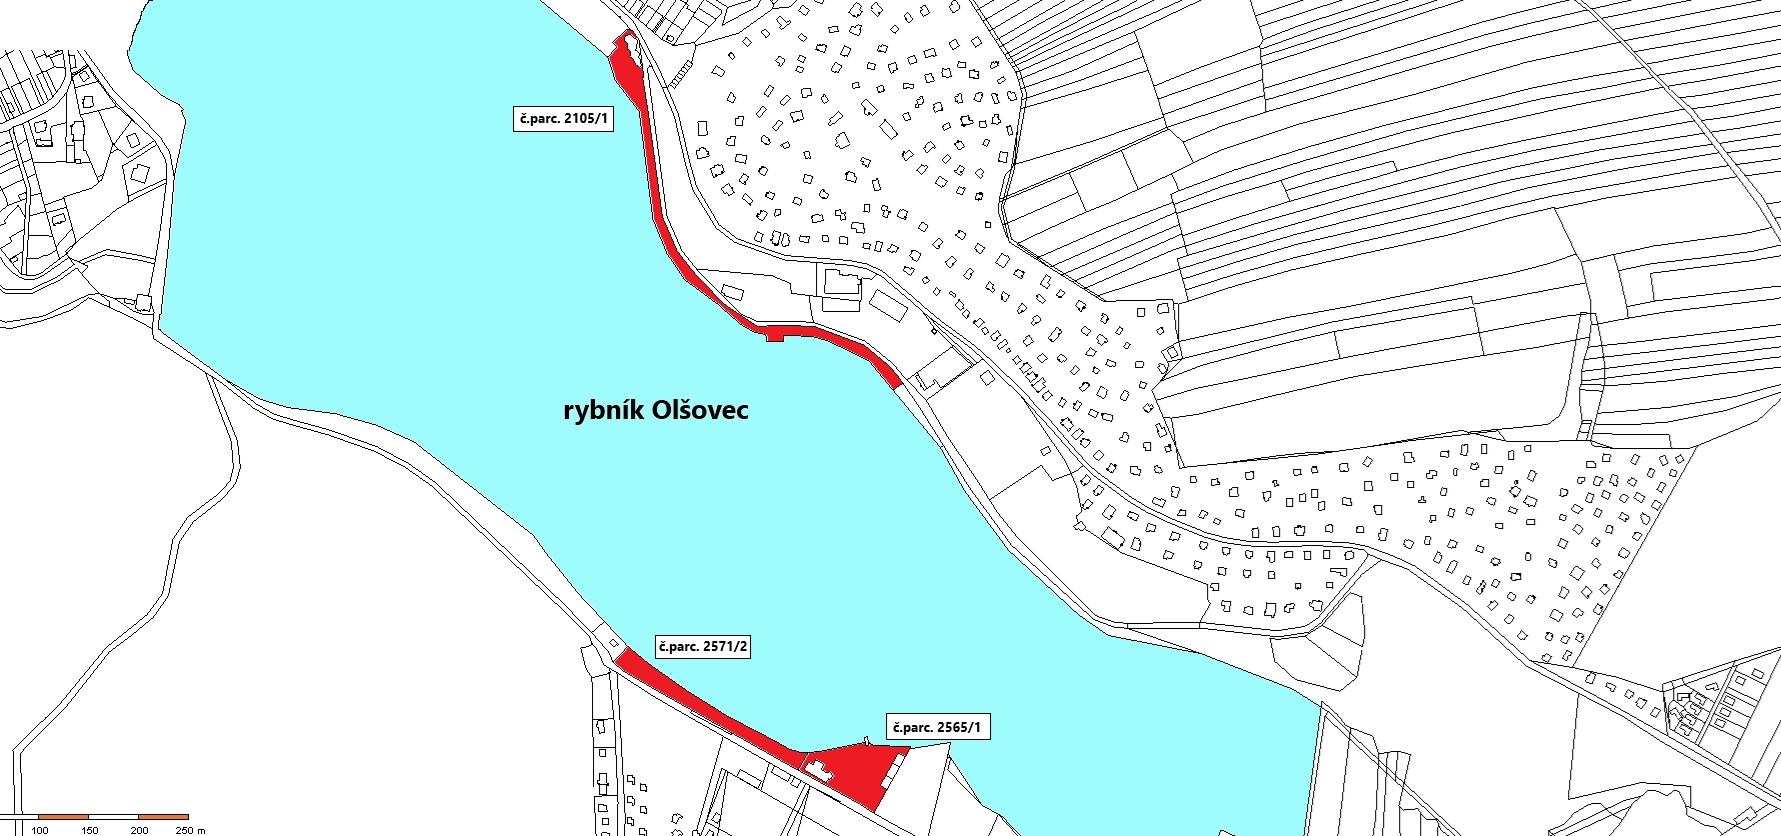 č.parc. 2105/1
rybník Olšovec
č.parc. 2571/2
č.parc. 2565/1
100 150 200 250 m